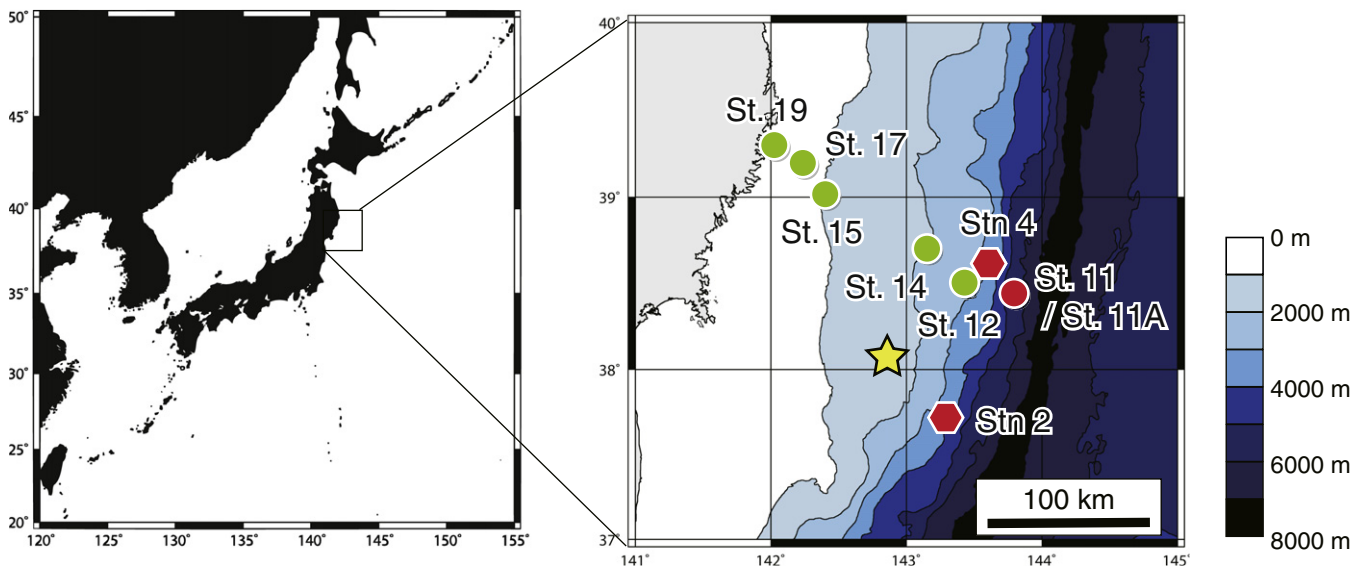 50°
45°
40°
35°
30°
25°
20°
120° 125° 130° 135° 140° 145° 150° 155°
40°
39°
38°
37°
141° 142° 143° 144° 145°
St. 19
St. 17
St. 15
Stn 4
St. 14
St. 11
/ St. 11A
St. 12
Stn 2
100 km
0 m
2000 m
4000 m
6000 m
8000 m